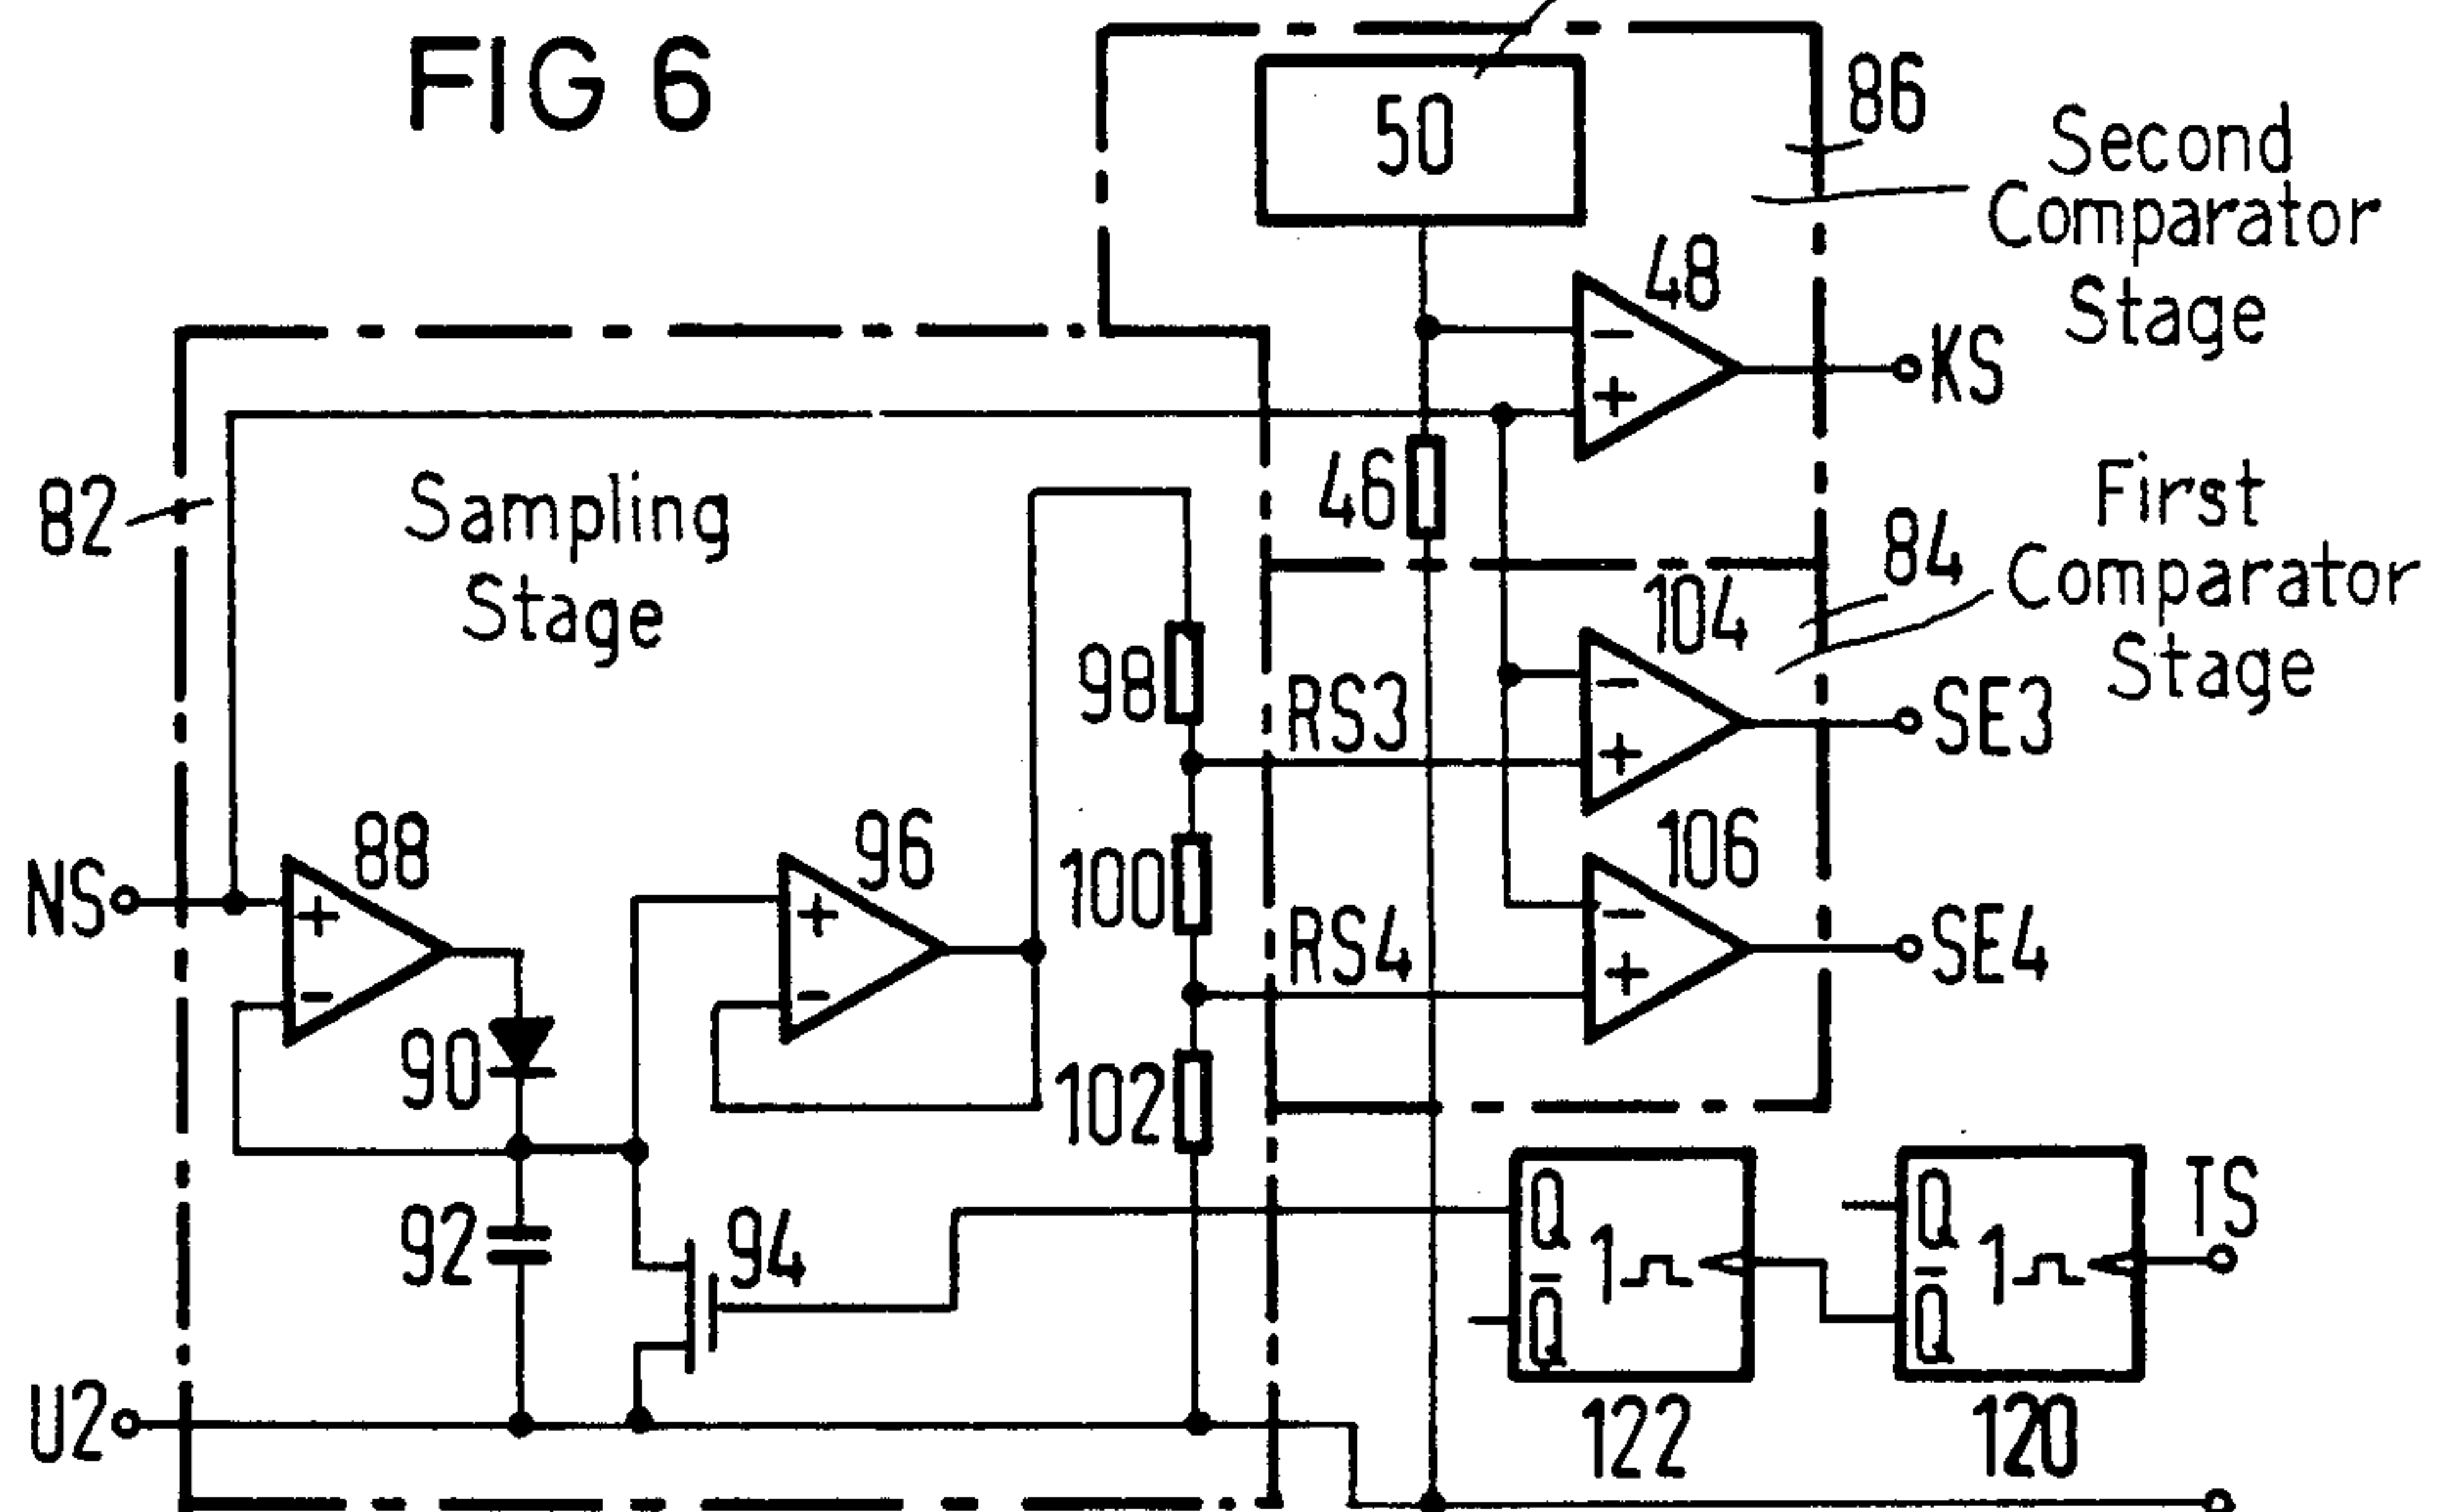 FIG 6
50
86
Second
Comparator
Stage
48
−
+
KS
46
82
Sampling
Stage
First
84
Comparator
Stage
104
98
RS3
−
+
SE3
NS
88
+
−
96
+
−
100
RS4
106
−
+
SE4
90
102
92
94
Q
1
Q̅
122
Q
1
Q̅
120
TS
U2